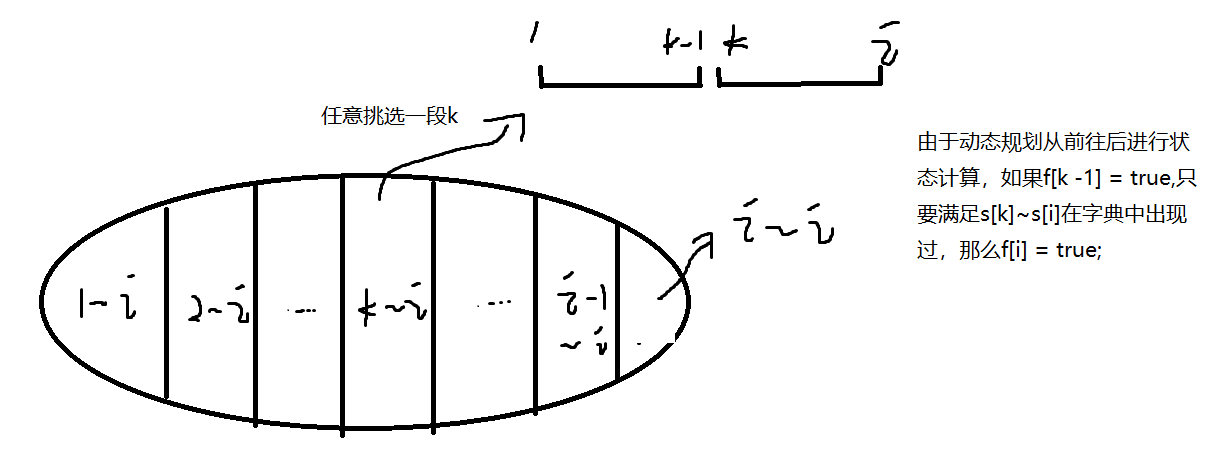 1 k-1 k i
任意挑选一段k
由于动态规划从前往后进行状
态计算，如果f[k -1] = true,只
要满足s[k]~s[i]在字典中出现
过，那么f[i] = true;
i~i
1~i 2~i ...... k~i ...... i-1
~i